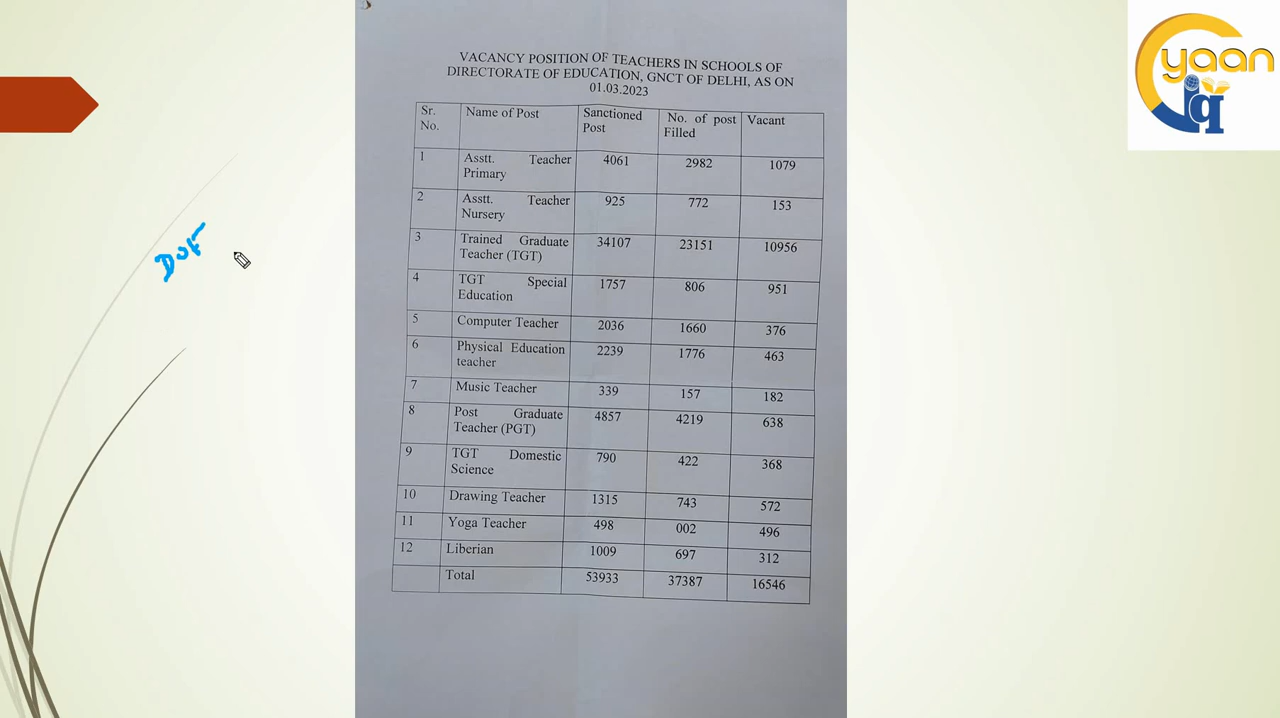 VACANCY POSITION OF TEACHERS IN SCHOOLS OF
DIRECTORATE OF EDUCATION, GNCT OF DELHI, AS ON
01.03.2023
Sr. No. Name of Post Sanctioned Post No. of post Filled Vacant
1 Asstt. Teacher Primary 4061 2982 1079
2 Asstt. Teacher Nursery 925 772 153
3 Trained Graduate Teacher (TGT) 34107 23151 10956
4 TGT Special Education 1757 806 951
5 Computer Teacher 2036 1660 376
6 Physical Education teacher 2239 1776 463
7 Music Teacher 339 157 182
8 Post Graduate Teacher (PGT) 4857 4219 638
9 TGT Domestic Science 790 422 368
10 Drawing Teacher 1315 743 572
11 Yoga Teacher 498 002 496
12 Liberian 1009 697 312
Total 53933 37387 16546
DOE
Gyaan
iq